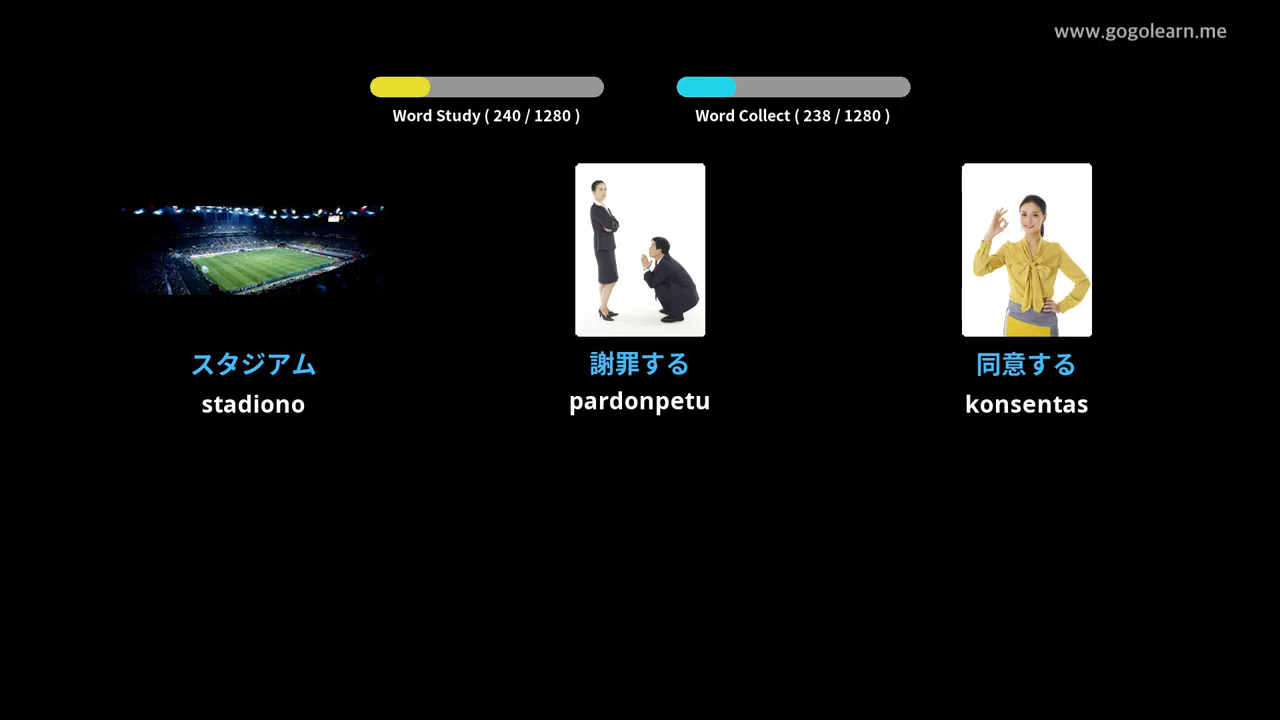 www.gogolearn.me
Word Study ( 240 / 1280 )
Word Collect ( 238 / 1280 )
スタジアム
謝罪する
同意する
stadiono
pardonpetu
konsentas